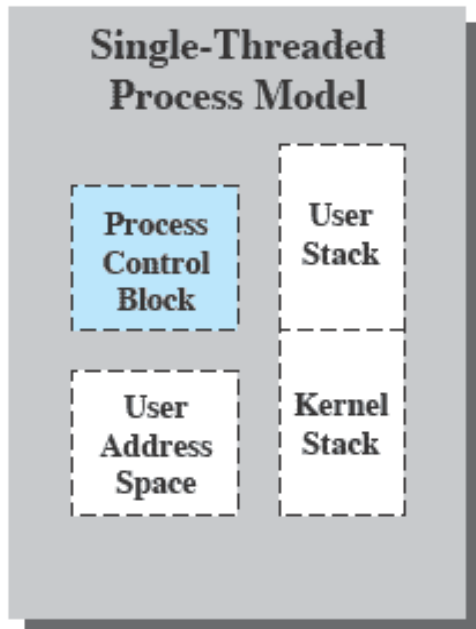 Single-Threaded
Process Model
Process
Control
Block
User
Stack
User
Address
Space
Kernel
Stack